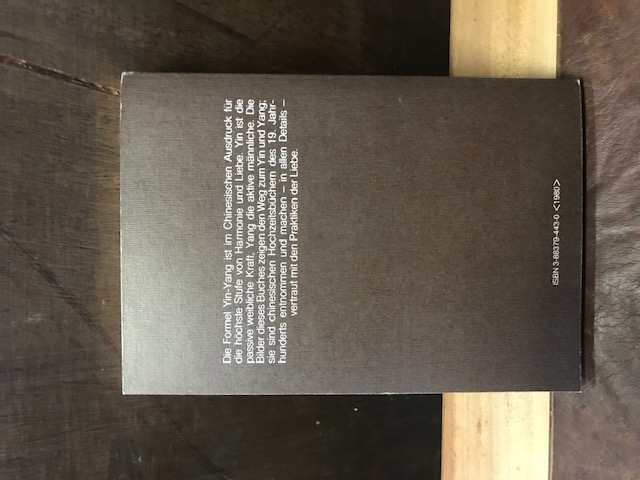 Die Formel Yin-Yang ist im Chinesischen Ausdruck für
die höchste Stufe von Harmonie und Liebe. Yin ist die
passive weibliche Kraft, Yang die aktive männliche. Die
Bilder dieses Buches zeigen den Weg zum Yin und Yang;
sie sind chinesischen Hochzeitsbüchern des 19. Jahr-
hunderts entnommen und machen – in allen Details –
vertraut mit den Praktiken der Liebe.
ISBN 3-88379-443-0 <1980>